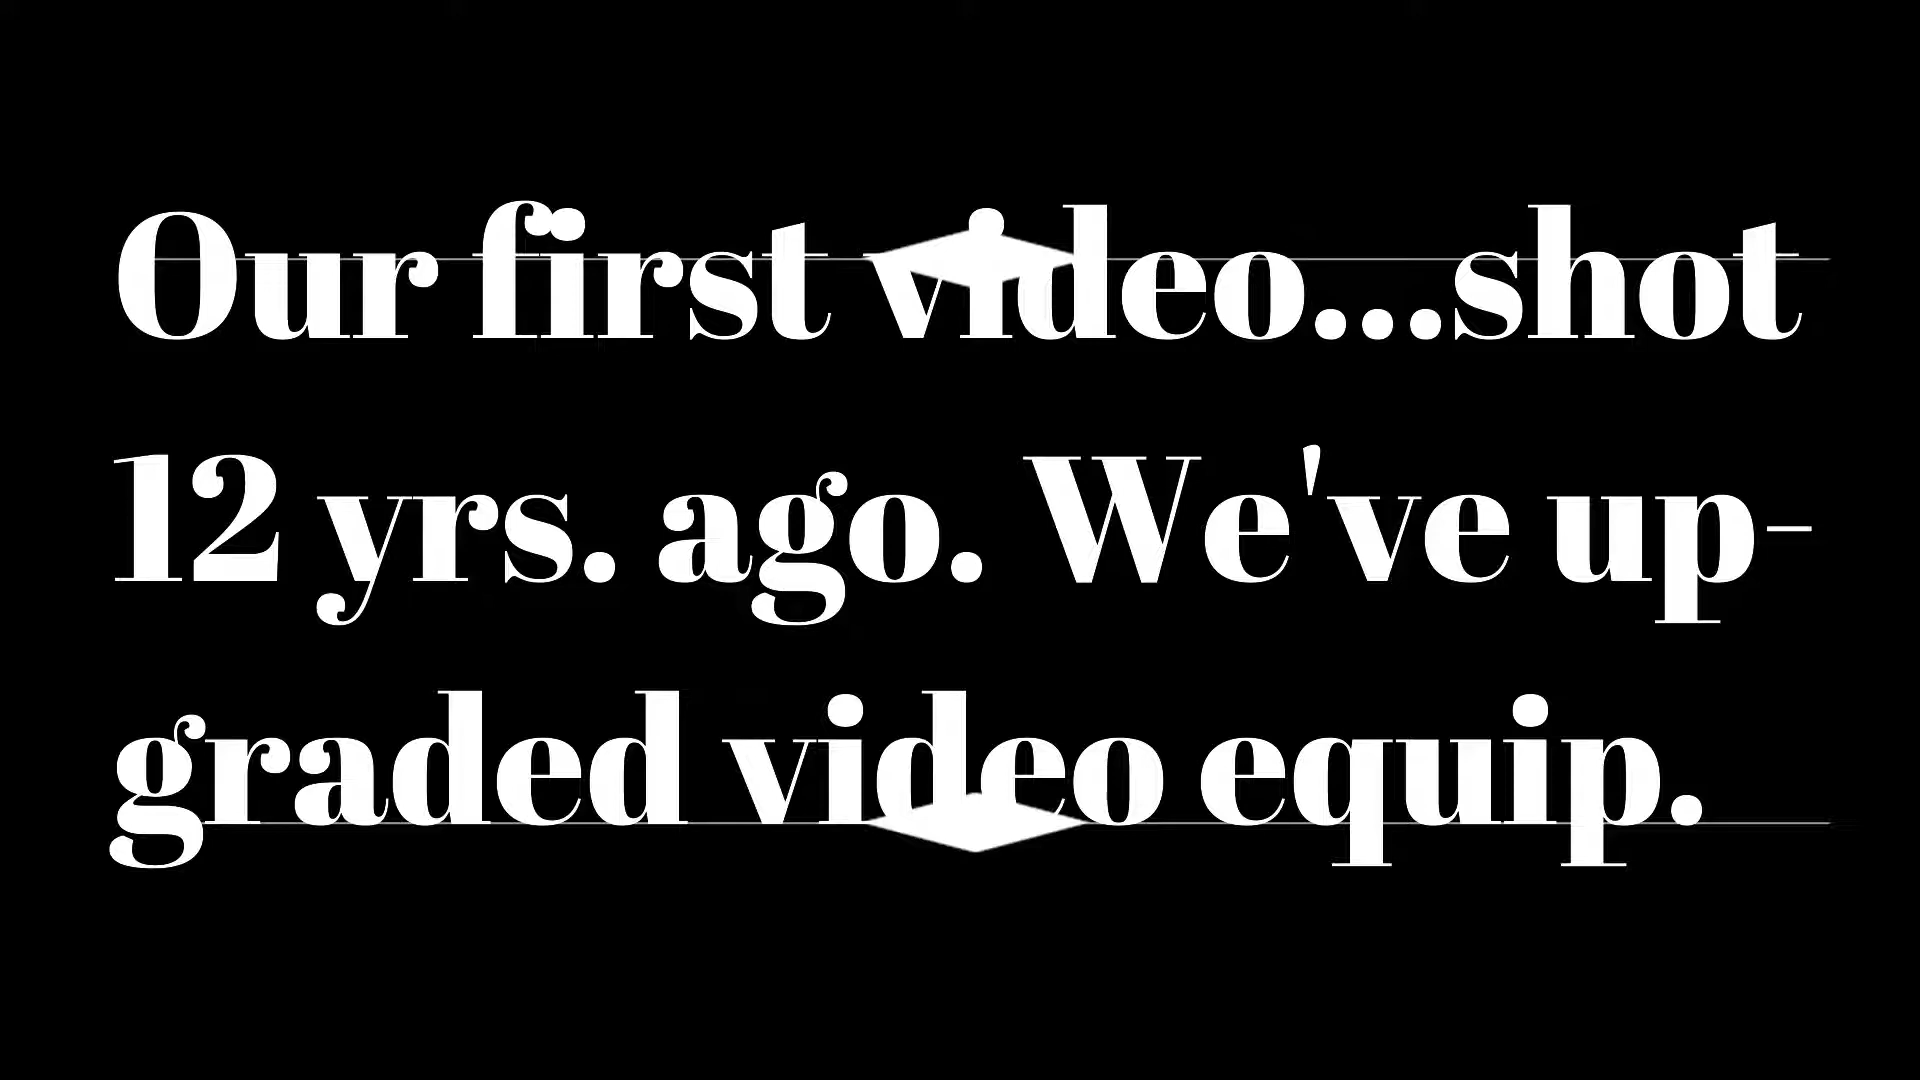 Our first video...shot
12 yrs. ago. We've up-
graded video equip.